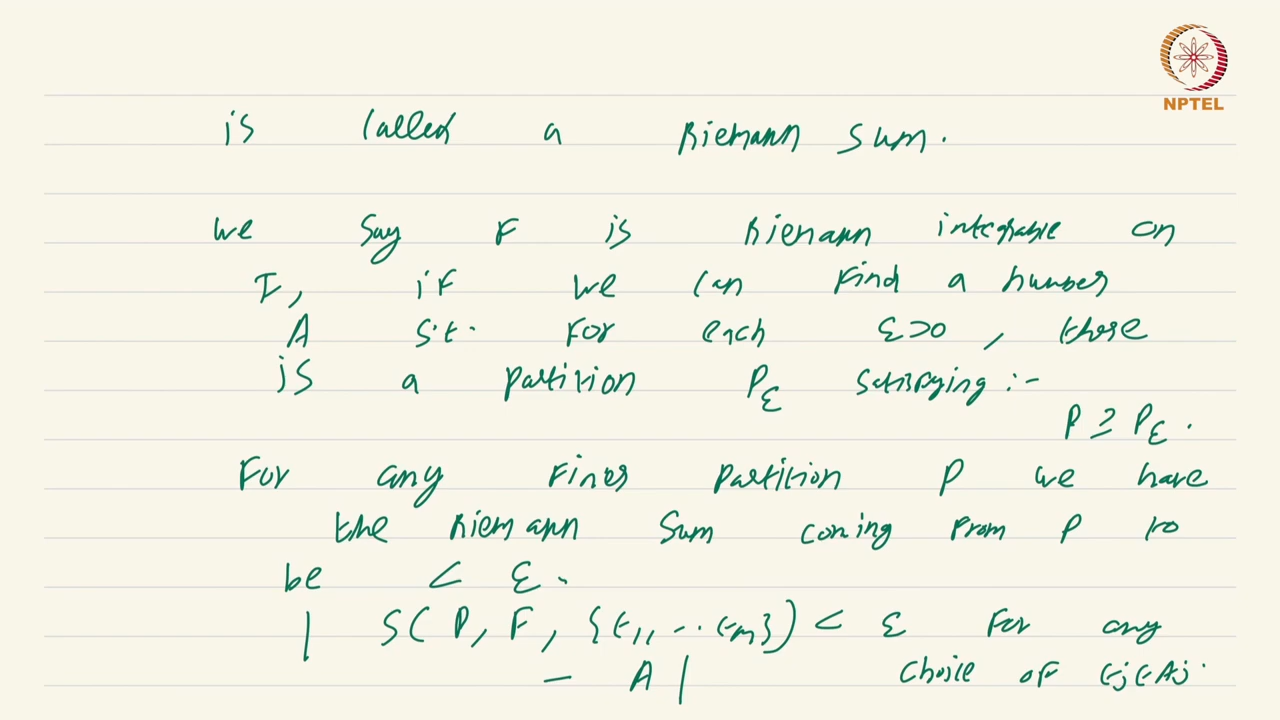 NPTEL
is called a Riemann sum.
We say F is Riemann integrable on
I, if we can find a number
A s.t. for each ε>0, there
is a partition P_ε satisfying :-
P ≥ P_ε.
For any finer partition P we have
the Riemann sum coming from P to
be < ε.
| S(P, F, {t_1, ... t_m}) < ε for any
- A | choice of t_j ∈ A_j.